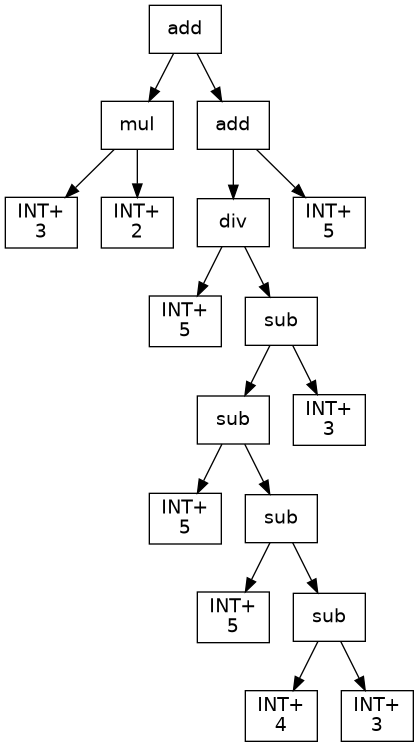 add
mul
add
INT+
3
INT+
2
div
INT+
5
INT+
5
sub
sub
INT+
3
INT+
5
sub
INT+
5
sub
INT+
4
INT+
3